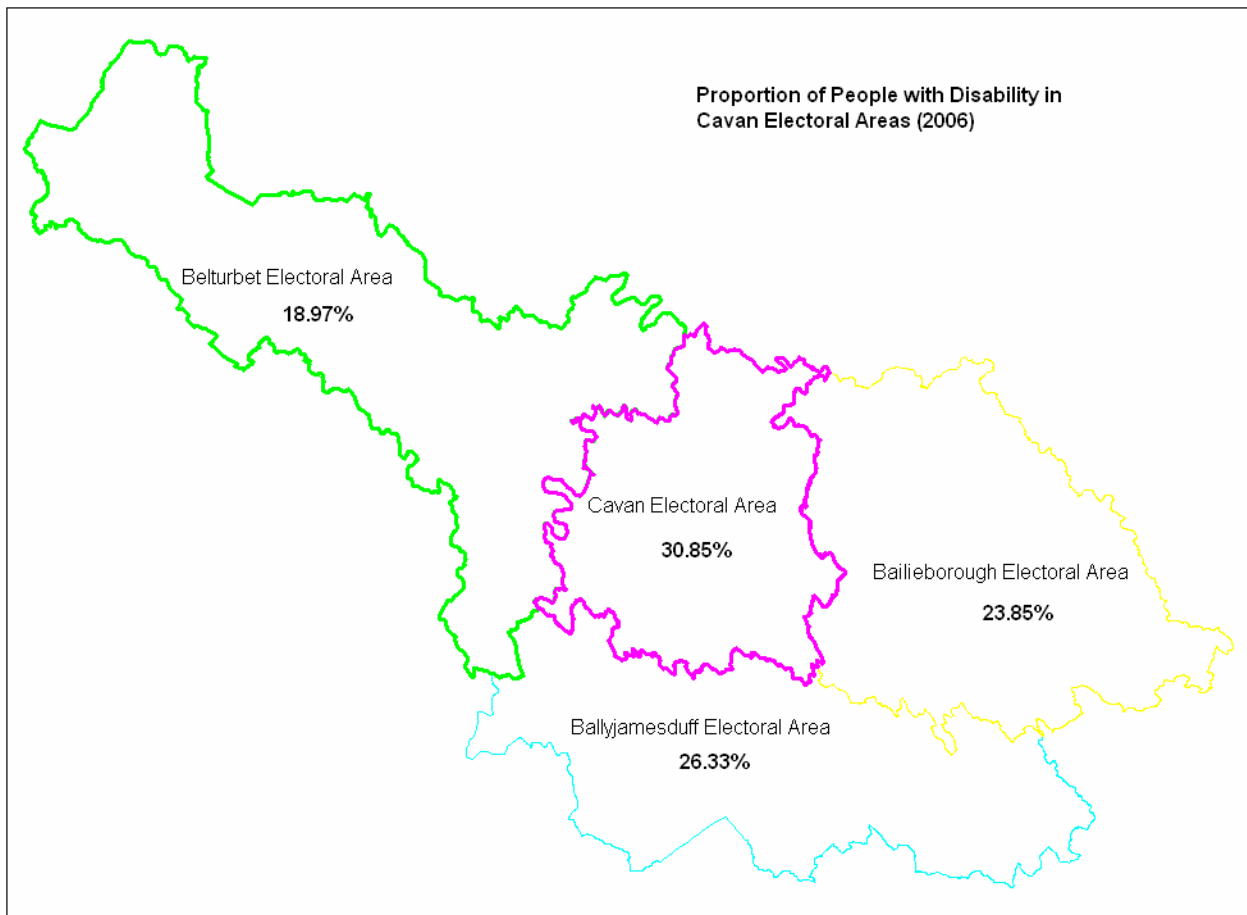 Proportion of People with Disability in
Cavan Electoral Areas (2006)
Belturbet Electoral Area
18.97%
Cavan Electoral Area
30.85%
Bailieborough Electoral Area
23.85%
Ballyjamesduff Electoral Area
26.33%